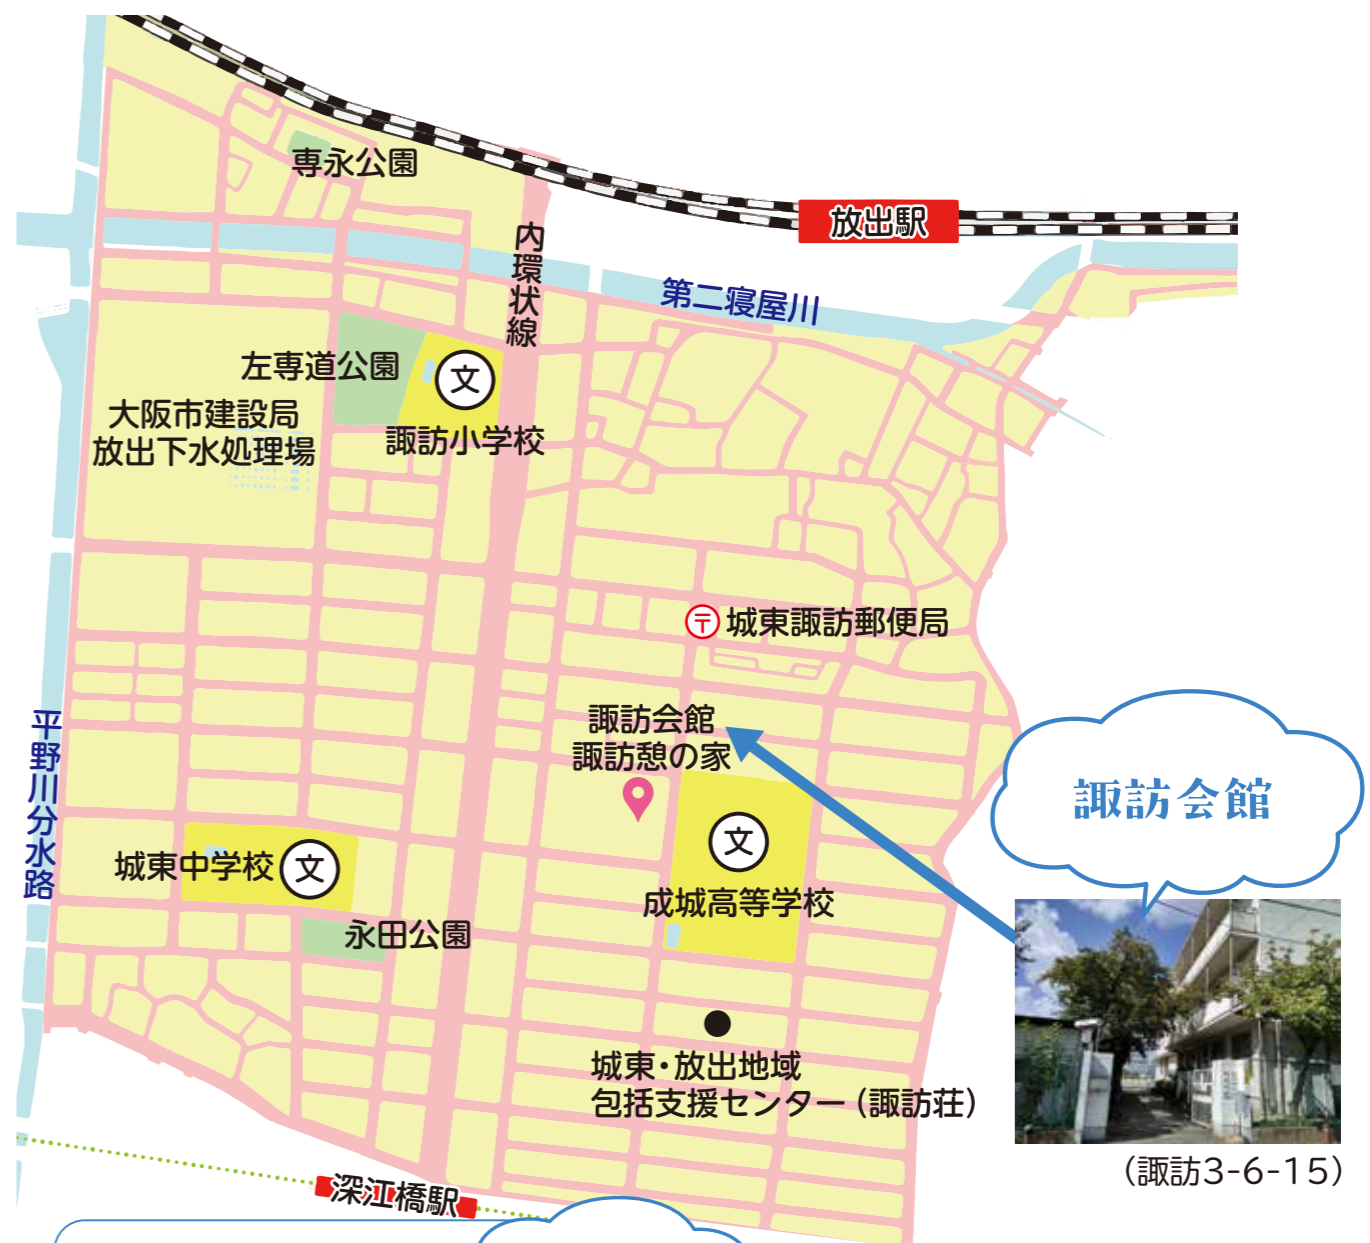 専永公園
放出駅
内環状線
第二寝屋川
左専道公園
文
諏訪小学校
大阪市建設局
放出下水処理場
〒 城東諏訪郵便局
諏訪会館
諏訪憩の家
諏訪会館
平野川分水路
城東中学校 文
文
成城高等学校
永田公園
城東・放出地域
包括支援センター(諏訪荘)
(諏訪3-6-15)
深江橋駅